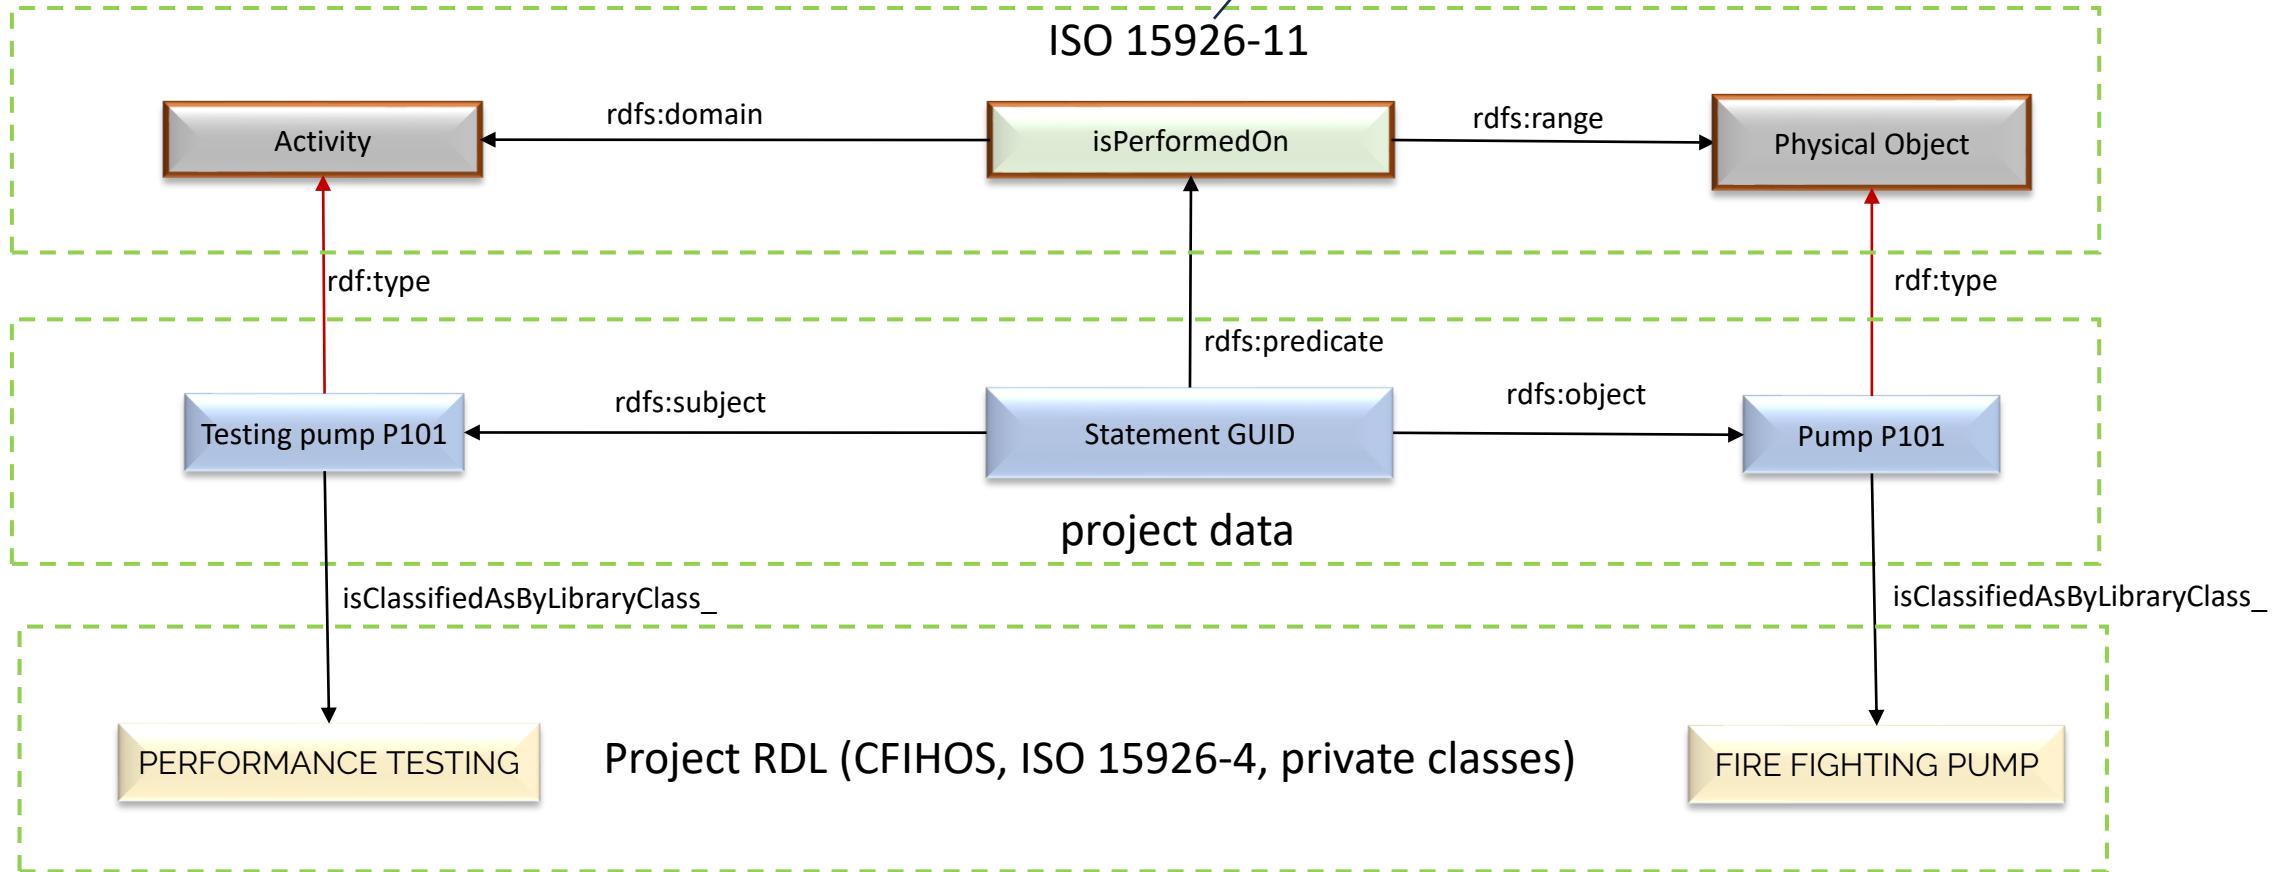 ISO 15926-11
rdfs:domain
rdfs:range
Activity
isPerformedOn
Physical Object
rdf:type
rdf:type
rdfs:predicate
rdfs:subject
rdfs:object
Testing pump P101
Statement GUID
Pump P101
project data
isClassifiedAsByLibraryClass_
isClassifiedAsByLibraryClass_
PERFORMANCE TESTING
Project RDL (CFIHOS, ISO 15926-4, private classes)
FIRE FIGHTING PUMP